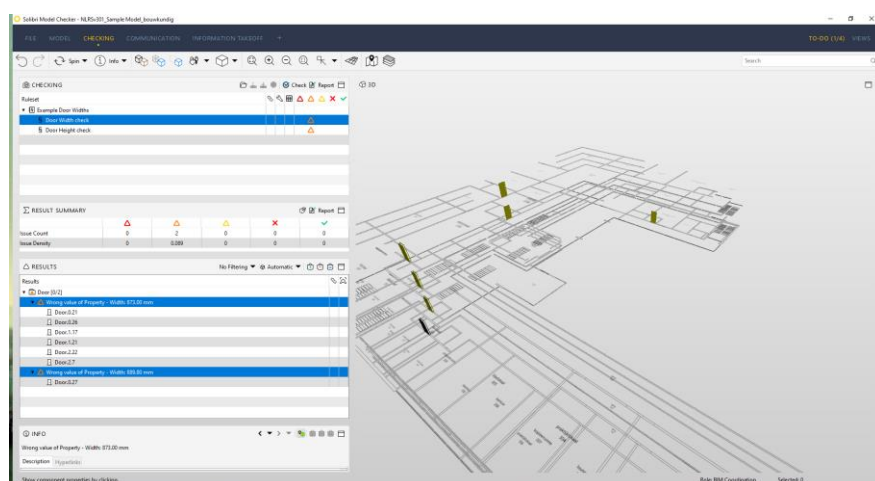 Solibri Model Checker - NLRSv301_Sample Model_bouwkundig
FILE MODEL CHECKING COMMUNICATION INFORMATION TAKEOFF +
TO-DO (1/4) VIEWS
Spin Info
Search
CHECKING
Check Report
3D
Ruleset
Example Door Widths
Door Width check
Door Height check
RESULT SUMMARY
Report
Issue Count 0 2 0 0 0
Issue Density 0 0.089 0 0 0
RESULTS
No Filtering Automatic
Results
Door [0/2]
Wrong value of Property - Width: 873.00 mm
Door.0.21
Door.0.26
Door.1.17
Door.1.21
Door.2.22
Door.2.7
Wrong value of Property - Width: 889.80 mm
Door.0.27
INFO
Wrong value of Property - Width: 873.00 mm
Description Hyperlinks
Show component properties by clicking.
Role: BIM Coordination Selected: 0